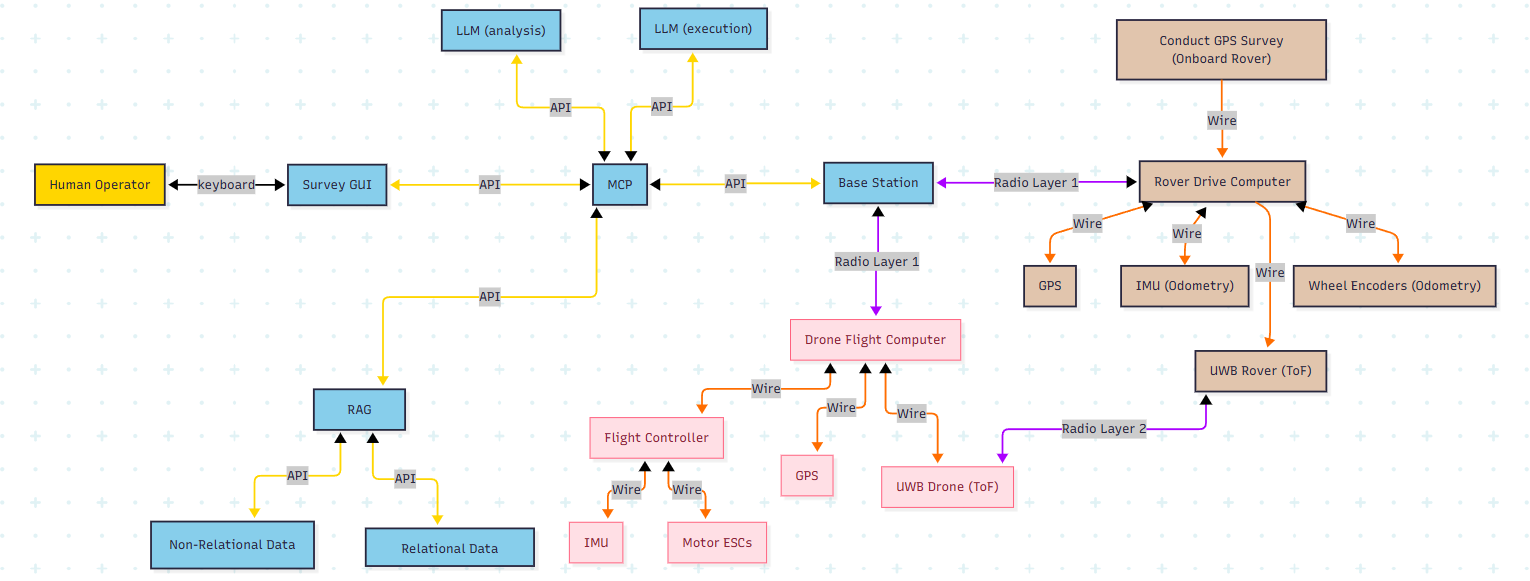 LLM (analysis)
LLM (execution)
Conduct GPS Survey
(Onboard Rover)
API
API
Wire
Human Operator
keyboard
Survey GUI
API
MCP
API
Base Station
Radio Layer 1
Rover Drive Computer
Wire
Wire
Wire
Radio Layer 1
Wire
GPS
IMU (Odometry)
Wheel Encoders (Odometry)
API
Drone Flight Computer
UWB Rover (ToF)
Wire
RAG
Wire
Wire
Radio Layer 2
Flight Controller
API
API
GPS
UWB Drone (ToF)
Wire
Wire
Non-Relational Data
Relational Data
IMU
Motor ESCs